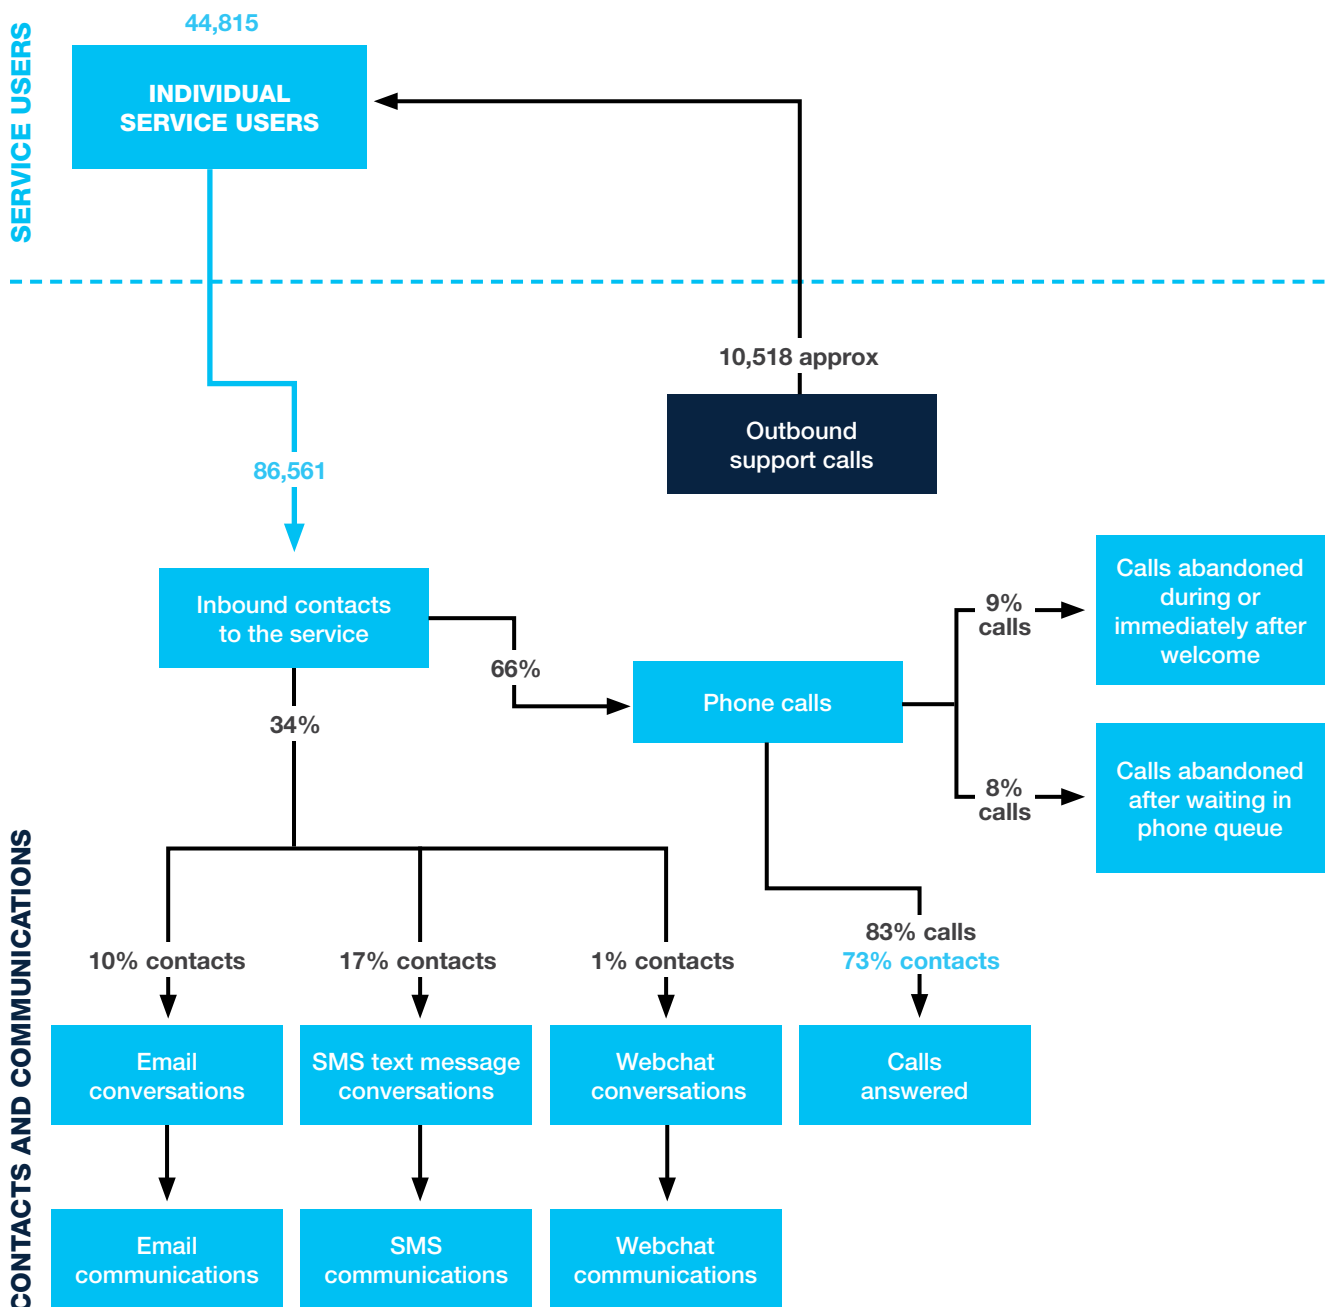 SERVICE USERS
44,815
INDIVIDUAL
SERVICE USERS
10,518 approx
Outbound
support calls
86,561
Inbound contacts
to the service
66%
34%
Phone calls
9%
calls
Calls abandoned
during or
immediately after
welcome
8%
calls
Calls abandoned
after waiting in
phone queue
CONTACTS AND COMMUNICATIONS
10% contacts
17% contacts
1% contacts
83% calls
73% contacts
Email
conversations
SMS text message
conversations
Webchat
conversations
Calls
answered
Email
communications
SMS
communications
Webchat
communications